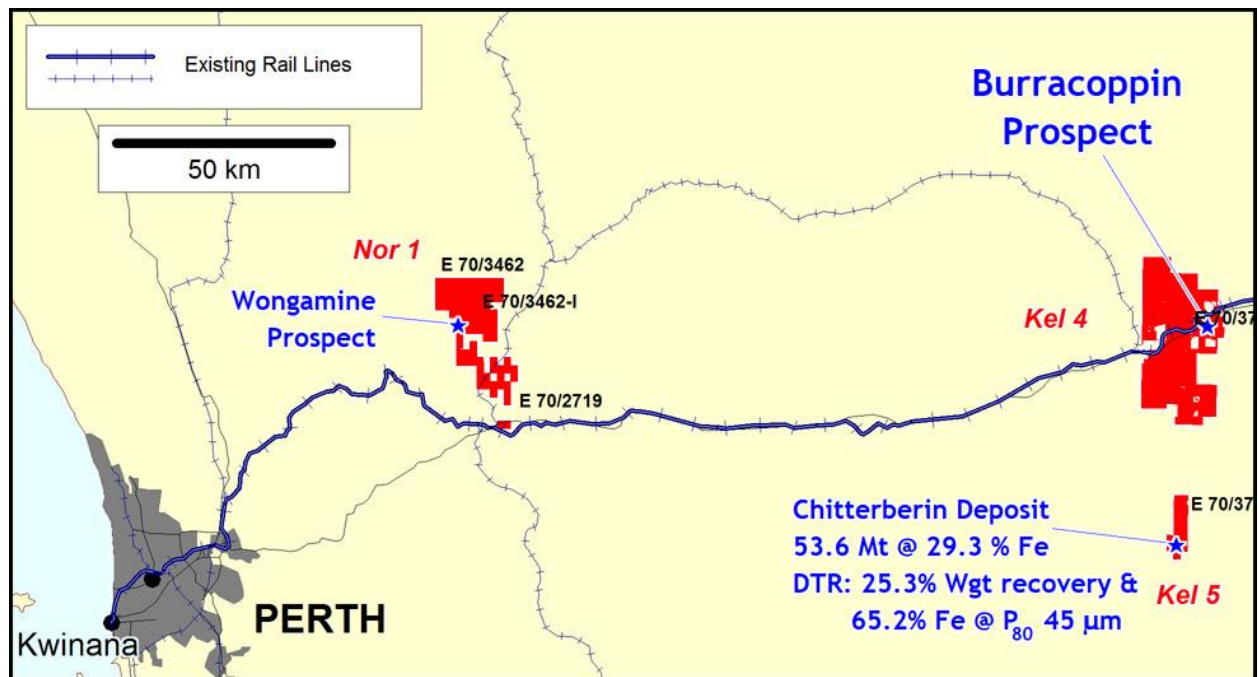 Existing Rail Lines
50 km
Burracoppin
Prospect
Nor 1
E 70/3462
E 70/3462-I
Wongamine
Prospect
Kel 4
E 70/37
E 70/2719
Chitterberin Deposit
53.6 Mt @ 29.3 % Fe
DTR: 25.3% Wgt recovery &
65.2% Fe @ P80 45 µm
E 70/37
Kel 5
PERTH
Kwinana